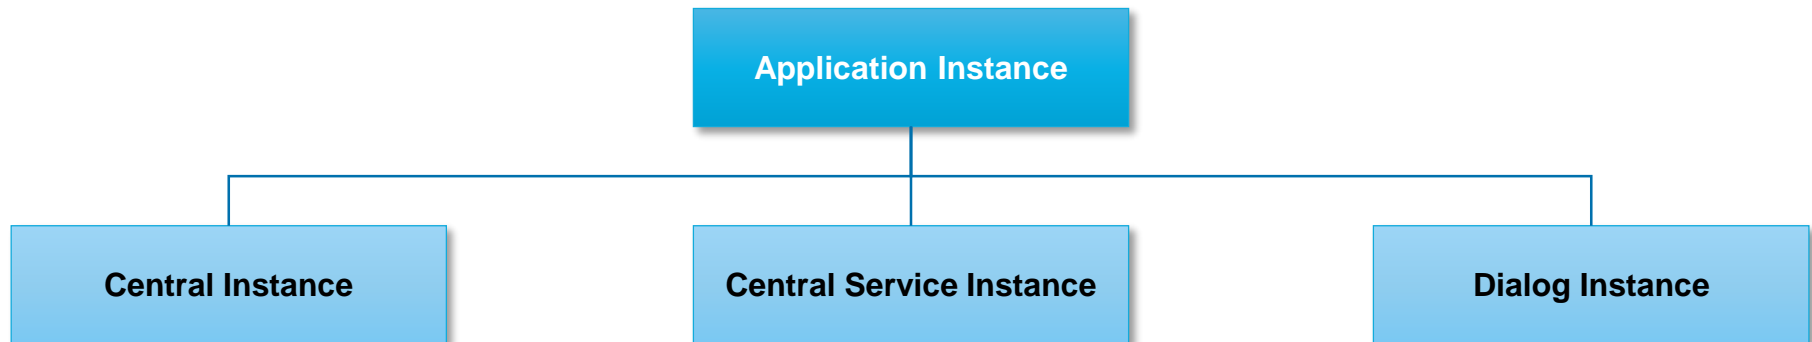 Application Instance
Central Instance
Central Service Instance
Dialog Instance